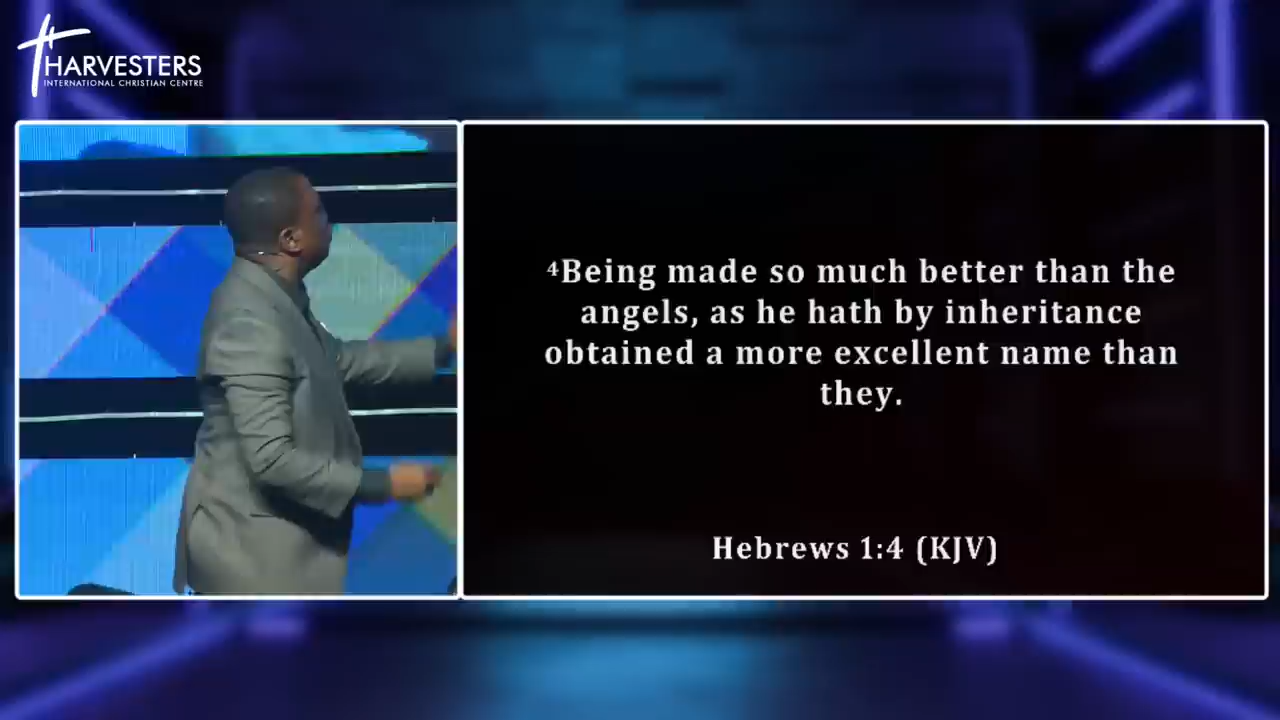 HARVESTERS
INTERNATIONAL CHRISTIAN CENTRE
⁴Being made so much better than the
angels, as he hath by inheritance
obtained a more excellent name than
they.
Hebrews 1:4 (KJV)